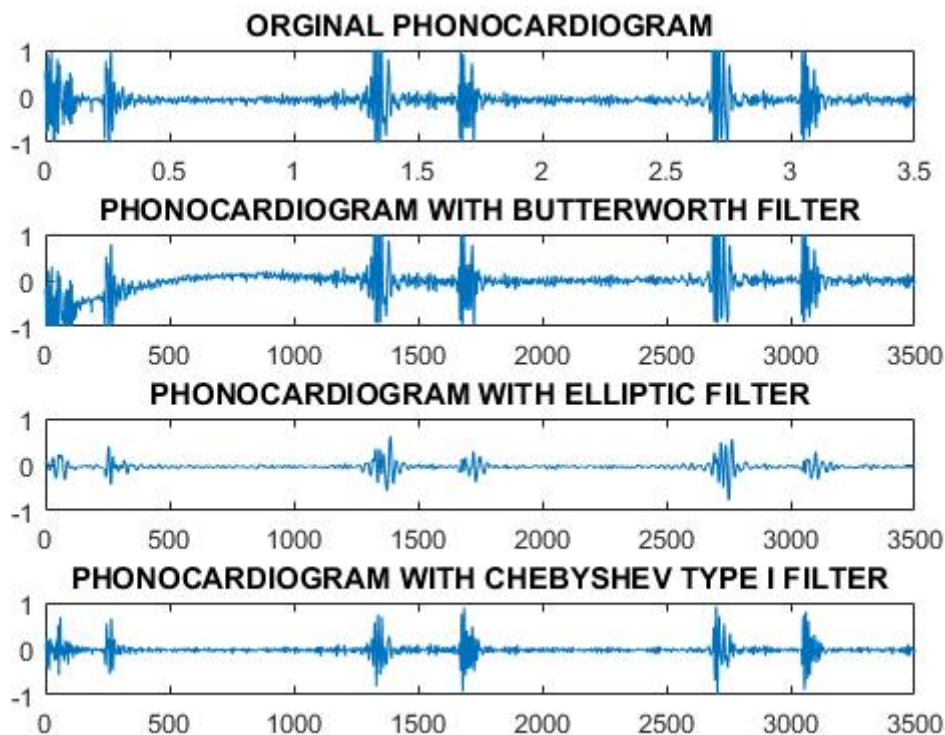 ORGINAL PHONOCARDIOGRAM
1
0
-1
0 0.5 1 1.5 2 2.5 3 3.5
PHONOCARDIOGRAM WITH BUTTERWORTH FILTER
1
0
-1
0 500 1000 1500 2000 2500 3000 3500
PHONOCARDIOGRAM WITH ELLIPTIC FILTER
1
0
-1
0 500 1000 1500 2000 2500 3000 3500
PHONOCARDIOGRAM WITH CHEBYSHEV TYPE I FILTER
1
0
-1
0 500 1000 1500 2000 2500 3000 3500